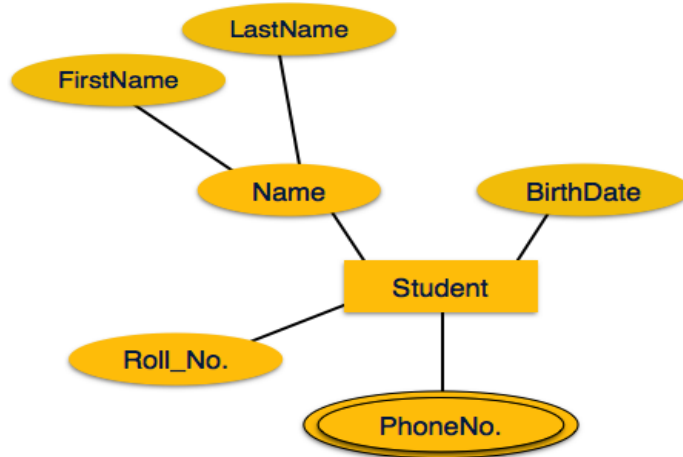 LastName
FirstName
Name
BirthDate
Student
Roll_No.
PhoneNo.